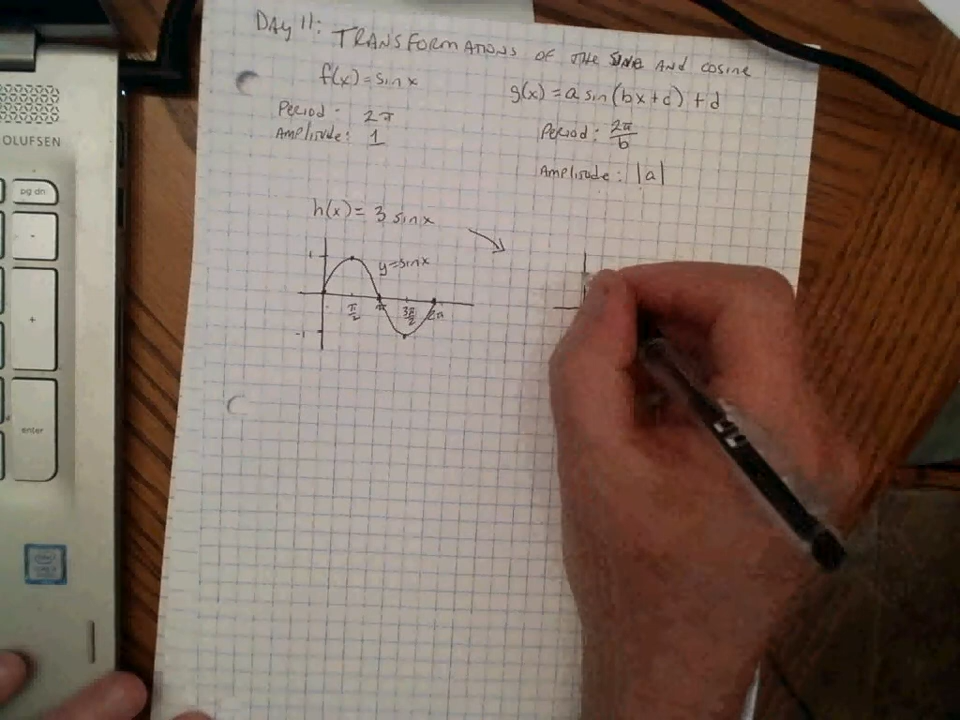 DAY 11: TRANSFORMATIONS OF THE SINE AND COSINE
f(x) = sin x
Period: 2π
Amplitude: 1
g(x) = a sin(bx+c) + d
Period: 2π/b
Amplitude: |a|
h(x) = 3 sin x
1
y=sin x
π/2
π
3π/2
2π
-1
OLUFSEN
pg dn
-
+
enter
intel